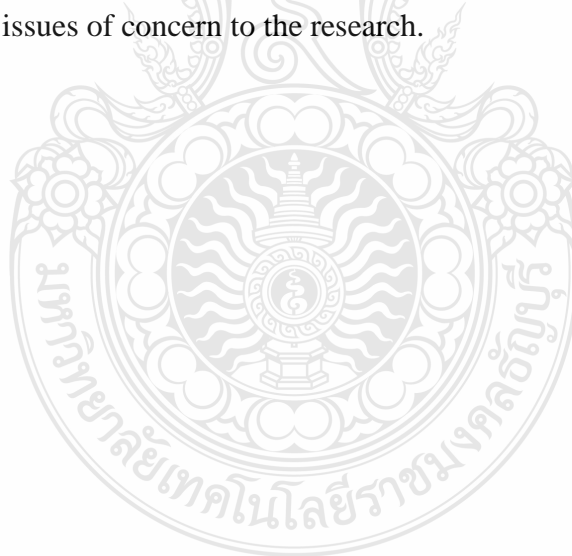 issues of concern to the research.
มหาวิทยาลัยเทคโนโลยีราชมงคลธัญบุรี